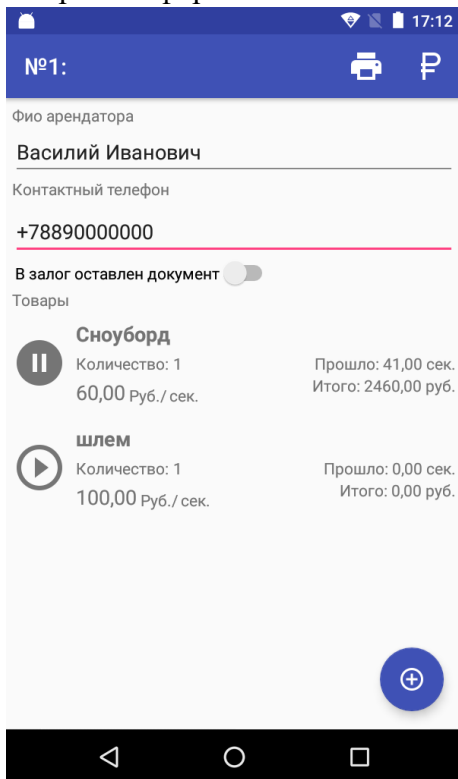 17:12
№1:
Фио арендатора
Василий Иванович
Контактный телефон
+78890000000
В залог оставлен документ
Товары
Сноуборд
Количество: 1 Прошло: 41,00 сек.
60,00 Руб./ сек. Итого: 2460,00 руб.
шлем
Количество: 1 Прошло: 0,00 сек.
100,00 Руб./ сек. Итого: 0,00 руб.